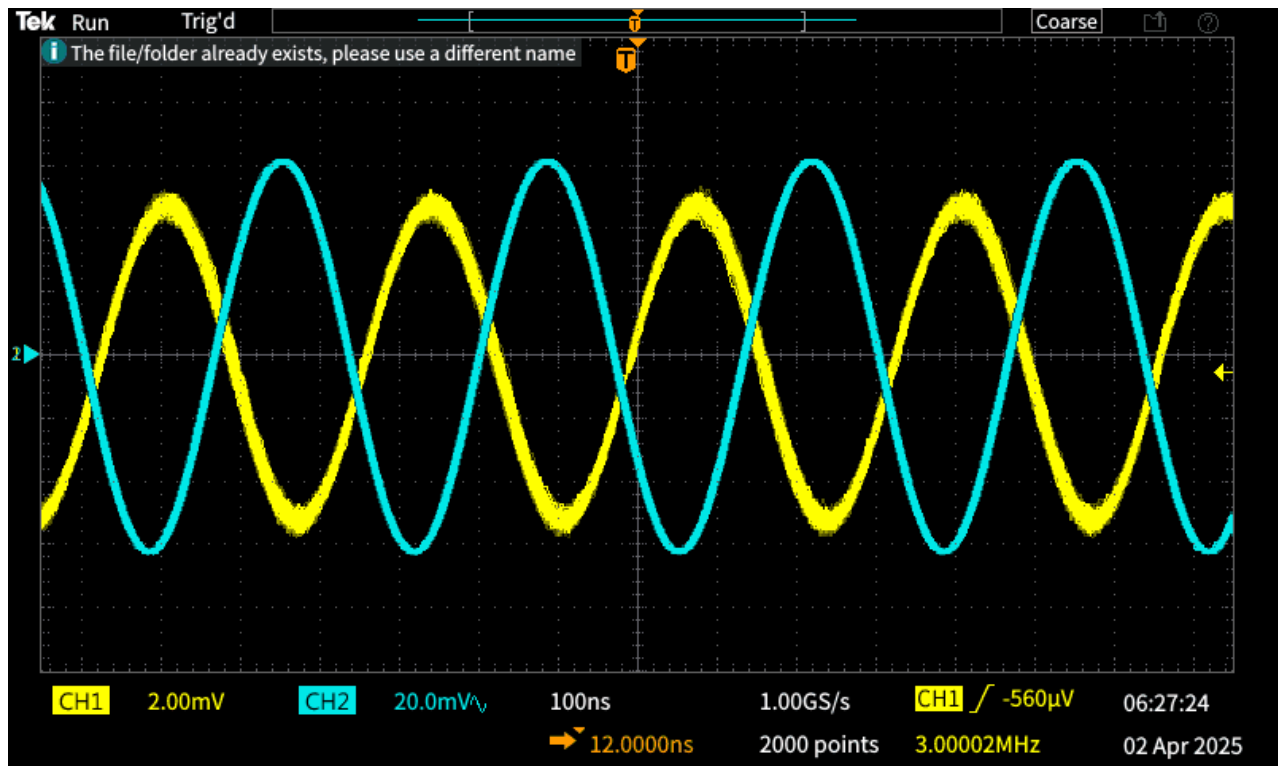 Tek Run Trig'd T Coarse
i The file/folder already exists, please use a different name
T
CH1 2.00mV CH2 20.0mV 100ns 1.00GS/s CH1 -560µV 06:27:24
12.0000ns 2000 points 3.00002MHz 02 Apr 2025